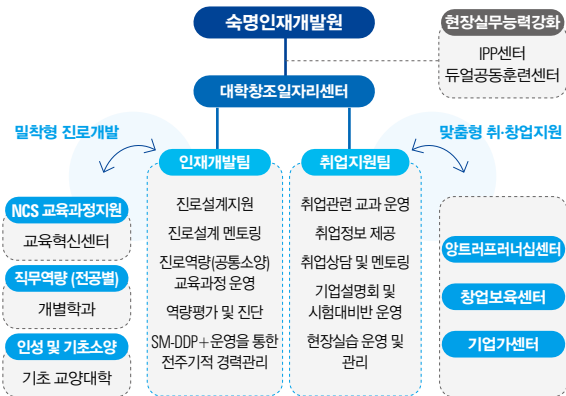 숙명인재개발원
현장실무능력강화
IPP센터
듀얼공동훈련센터
대학창조일자리센터
밀착형 진로개발
맞춤형 취·창업지원
인재개발팀
진로설계지원
진로설계 멘토링
진로역량(공통소양)
교육과정 운영
역량평가 및 진단
SM-DDP+운영을 통한
전주기적 경력관리
취업지원팀
취업관련 교과 운영
취업정보 제공
취업상담 및 멘토링
기업설명회 및
시험대비반 운영
현장실습 운영 및
관리
NCS 교육과정지원
교육혁신센터
직무역량 (전공별)
개별학과
인성 및 기초소양
기초 교양대학
앙트러프러너십센터
창업보육센터
기업가센터